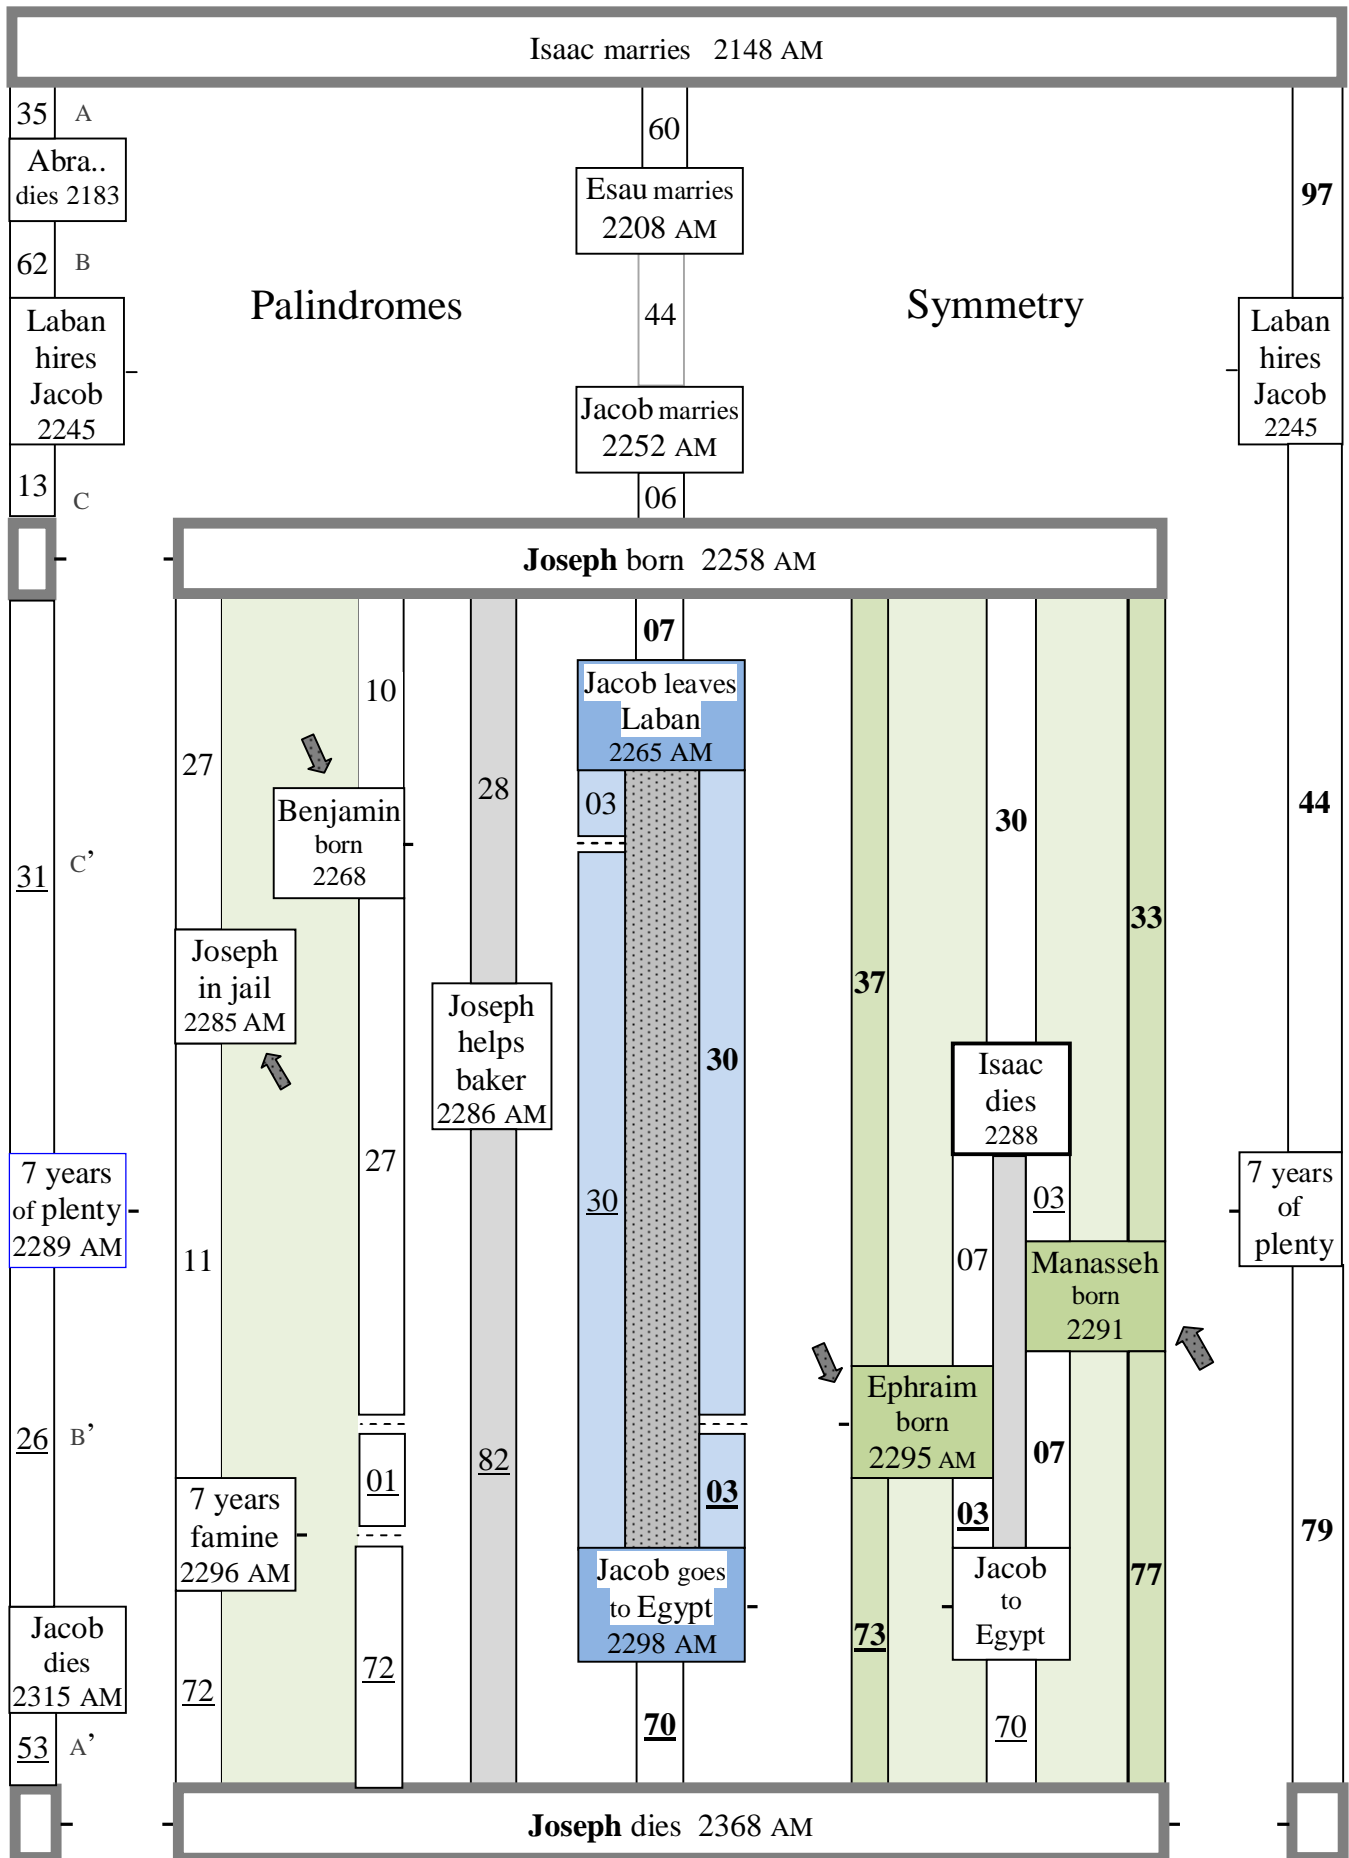 Isaac marries 2148 AM
35 A
60
Abra..
dies 2183
Esau marries
2208 AM
97
62 B
Palindromes
44
Symmetry
Laban
hires
Jacob
2245
Laban
hires
Jacob
2245
Jacob marries
2252 AM
13 C
06
Joseph born 2258 AM
07
10
Jacob leaves
Laban
2265 AM
27
28
03
Benjamin
born
2268
44
30
31 C’
33
Joseph
in jail
2285 AM
37
Joseph
helps
baker
2286 AM
30
Isaac
dies
2288
27
7 years
of plenty
2289 AM
30
03
7 years
of
plenty
11
07
Manasseh
born
2291
Ephraim
born
2295 AM
26 B’
82
07
01
03
7 years
famine
2296 AM
03
79
Jacob goes
to Egypt
2298 AM
Jacob
to
Egypt
77
Jacob
dies
2315 AM
73
72
72
70
70
53 A’
Joseph dies 2368 AM